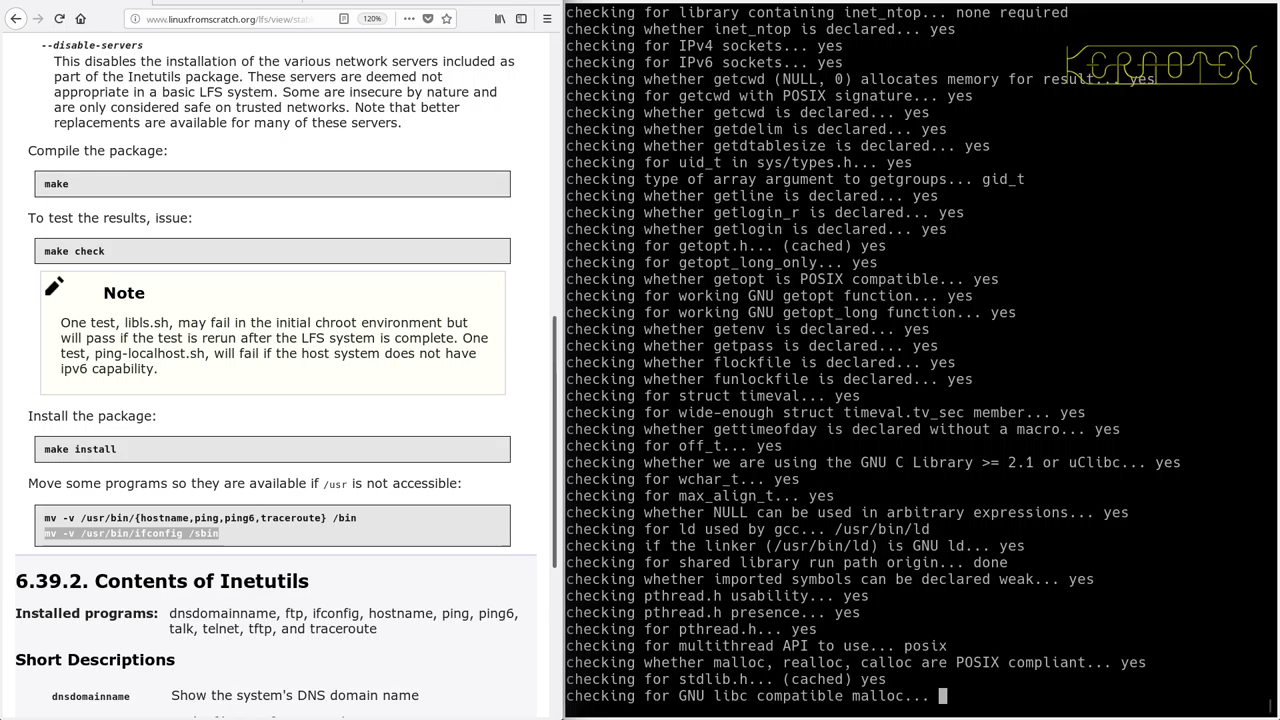 www.linuxfromscratch.org/lfs/view/stabl
120%
--disable-servers
This disables the installation of the various network servers included as
part of the Inetutils package. These servers are deemed not
appropriate in a basic LFS system. Some are insecure by nature and
are only considered safe on trusted networks. Note that better
replacements are available for many of these servers.
Compile the package:
make
To test the results, issue:
make check
Note
One test, libls.sh, may fail in the initial chroot environment but
will pass if the test is rerun after the LFS system is complete. One
test, ping-localhost.sh, will fail if the host system does not have
ipv6 capability.
Install the package:
make install
Move some programs so they are available if /usr is not accessible:
mv -v /usr/bin/{hostname,ping,ping6,traceroute} /bin
mv -v /usr/bin/ifconfig /sbin
6.39.2. Contents of Inetutils
Installed programs: dnsdomainname, ftp, ifconfig, hostname, ping, ping6,
talk, telnet, tftp, and traceroute
Short Descriptions
dnsdomainname Show the system's DNS domain name
checking for library containing inet_ntop... none required
checking whether inet_ntop is declared... yes
checking for IPv4 sockets... yes
checking for IPv6 sockets... yes
checking whether getcwd (NULL, 0) allocates memory for result... yes
checking for getcwd with POSIX signature... yes
checking whether getcwd is declared... yes
checking whether getdelim is declared... yes
checking whether getdtablesize is declared... yes
checking for uid_t in sys/types.h... yes
checking type of array argument to getgroups... gid_t
checking whether getline is declared... yes
checking whether getlogin_r is declared... yes
checking whether getlogin is declared... yes
checking for getopt.h... (cached) yes
checking for getopt_long_only... yes
checking whether getopt is POSIX compatible... yes
checking for working GNU getopt function... yes
checking for working GNU getopt_long function... yes
checking whether getenv is declared... yes
checking whether getpass is declared... yes
checking whether flockfile is declared... yes
checking whether funlockfile is declared... yes
checking for struct timeval... yes
checking for wide-enough struct timeval.tv_sec member... yes
checking whether gettimeofday is declared without a macro... yes
checking for off_t... yes
checking whether we are using the GNU C Library >= 2.1 or uClibc... yes
checking for wchar_t... yes
checking for max_align_t... yes
checking whether NULL can be used in arbitrary expressions... yes
checking for ld used by gcc... /usr/bin/ld
checking if the linker (/usr/bin/ld) is GNU ld... yes
checking for shared library run path origin... done
checking whether imported symbols can be declared weak... yes
checking pthread.h usability... yes
checking pthread.h presence... yes
checking for pthread.h... yes
checking for multithread API to use... posix
checking whether malloc, realloc, calloc are POSIX compliant... yes
checking for stdlib.h... (cached) yes
checking for GNU libc compatible malloc...
KERNOTEX